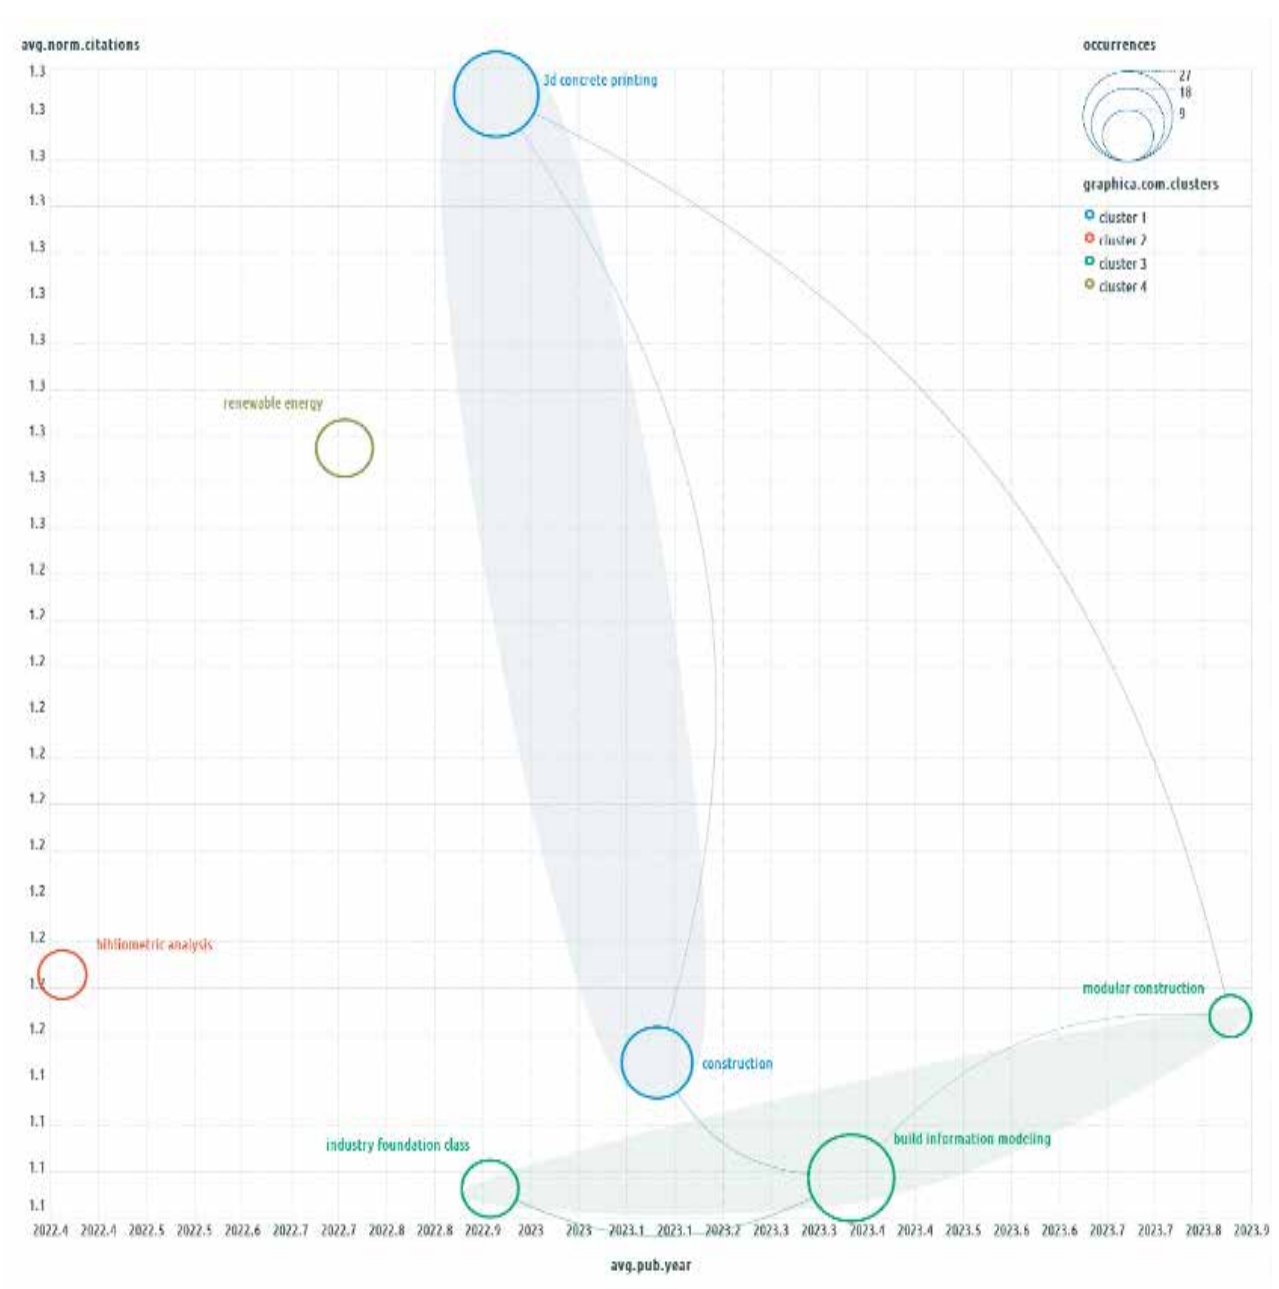 avg.norm.citations
occurrences
1.3
27
18
9
1.3
1.3
1.3
1.3
1.3
1.3
1.3
1.3
1.3
1.3
1.2
1.2
1.2
1.2
1.2
1.2
1.2
1.2
1.2
1.2
1.2
1.1
1.1
1.1
1.1
3d concrete printing
graphica.com.clusters
cluster 1
cluster 2
cluster 3
cluster 4
renewable energy
bibliometric analysis
modular construction
construction
build information modeling
industry foundation class
2022.4 2022.4 2022.5 2022.5 2022.6 2022.7 2022.7 2022.8 2022.8 2022.9 2023 2023 2023.1 2023.1 2023.2 2023.3 2023.3 2023.4 2023.4 2023.5 2023.6 2023.6 2023.7 2023.7 2023.8 2023.9
avg.pub.year